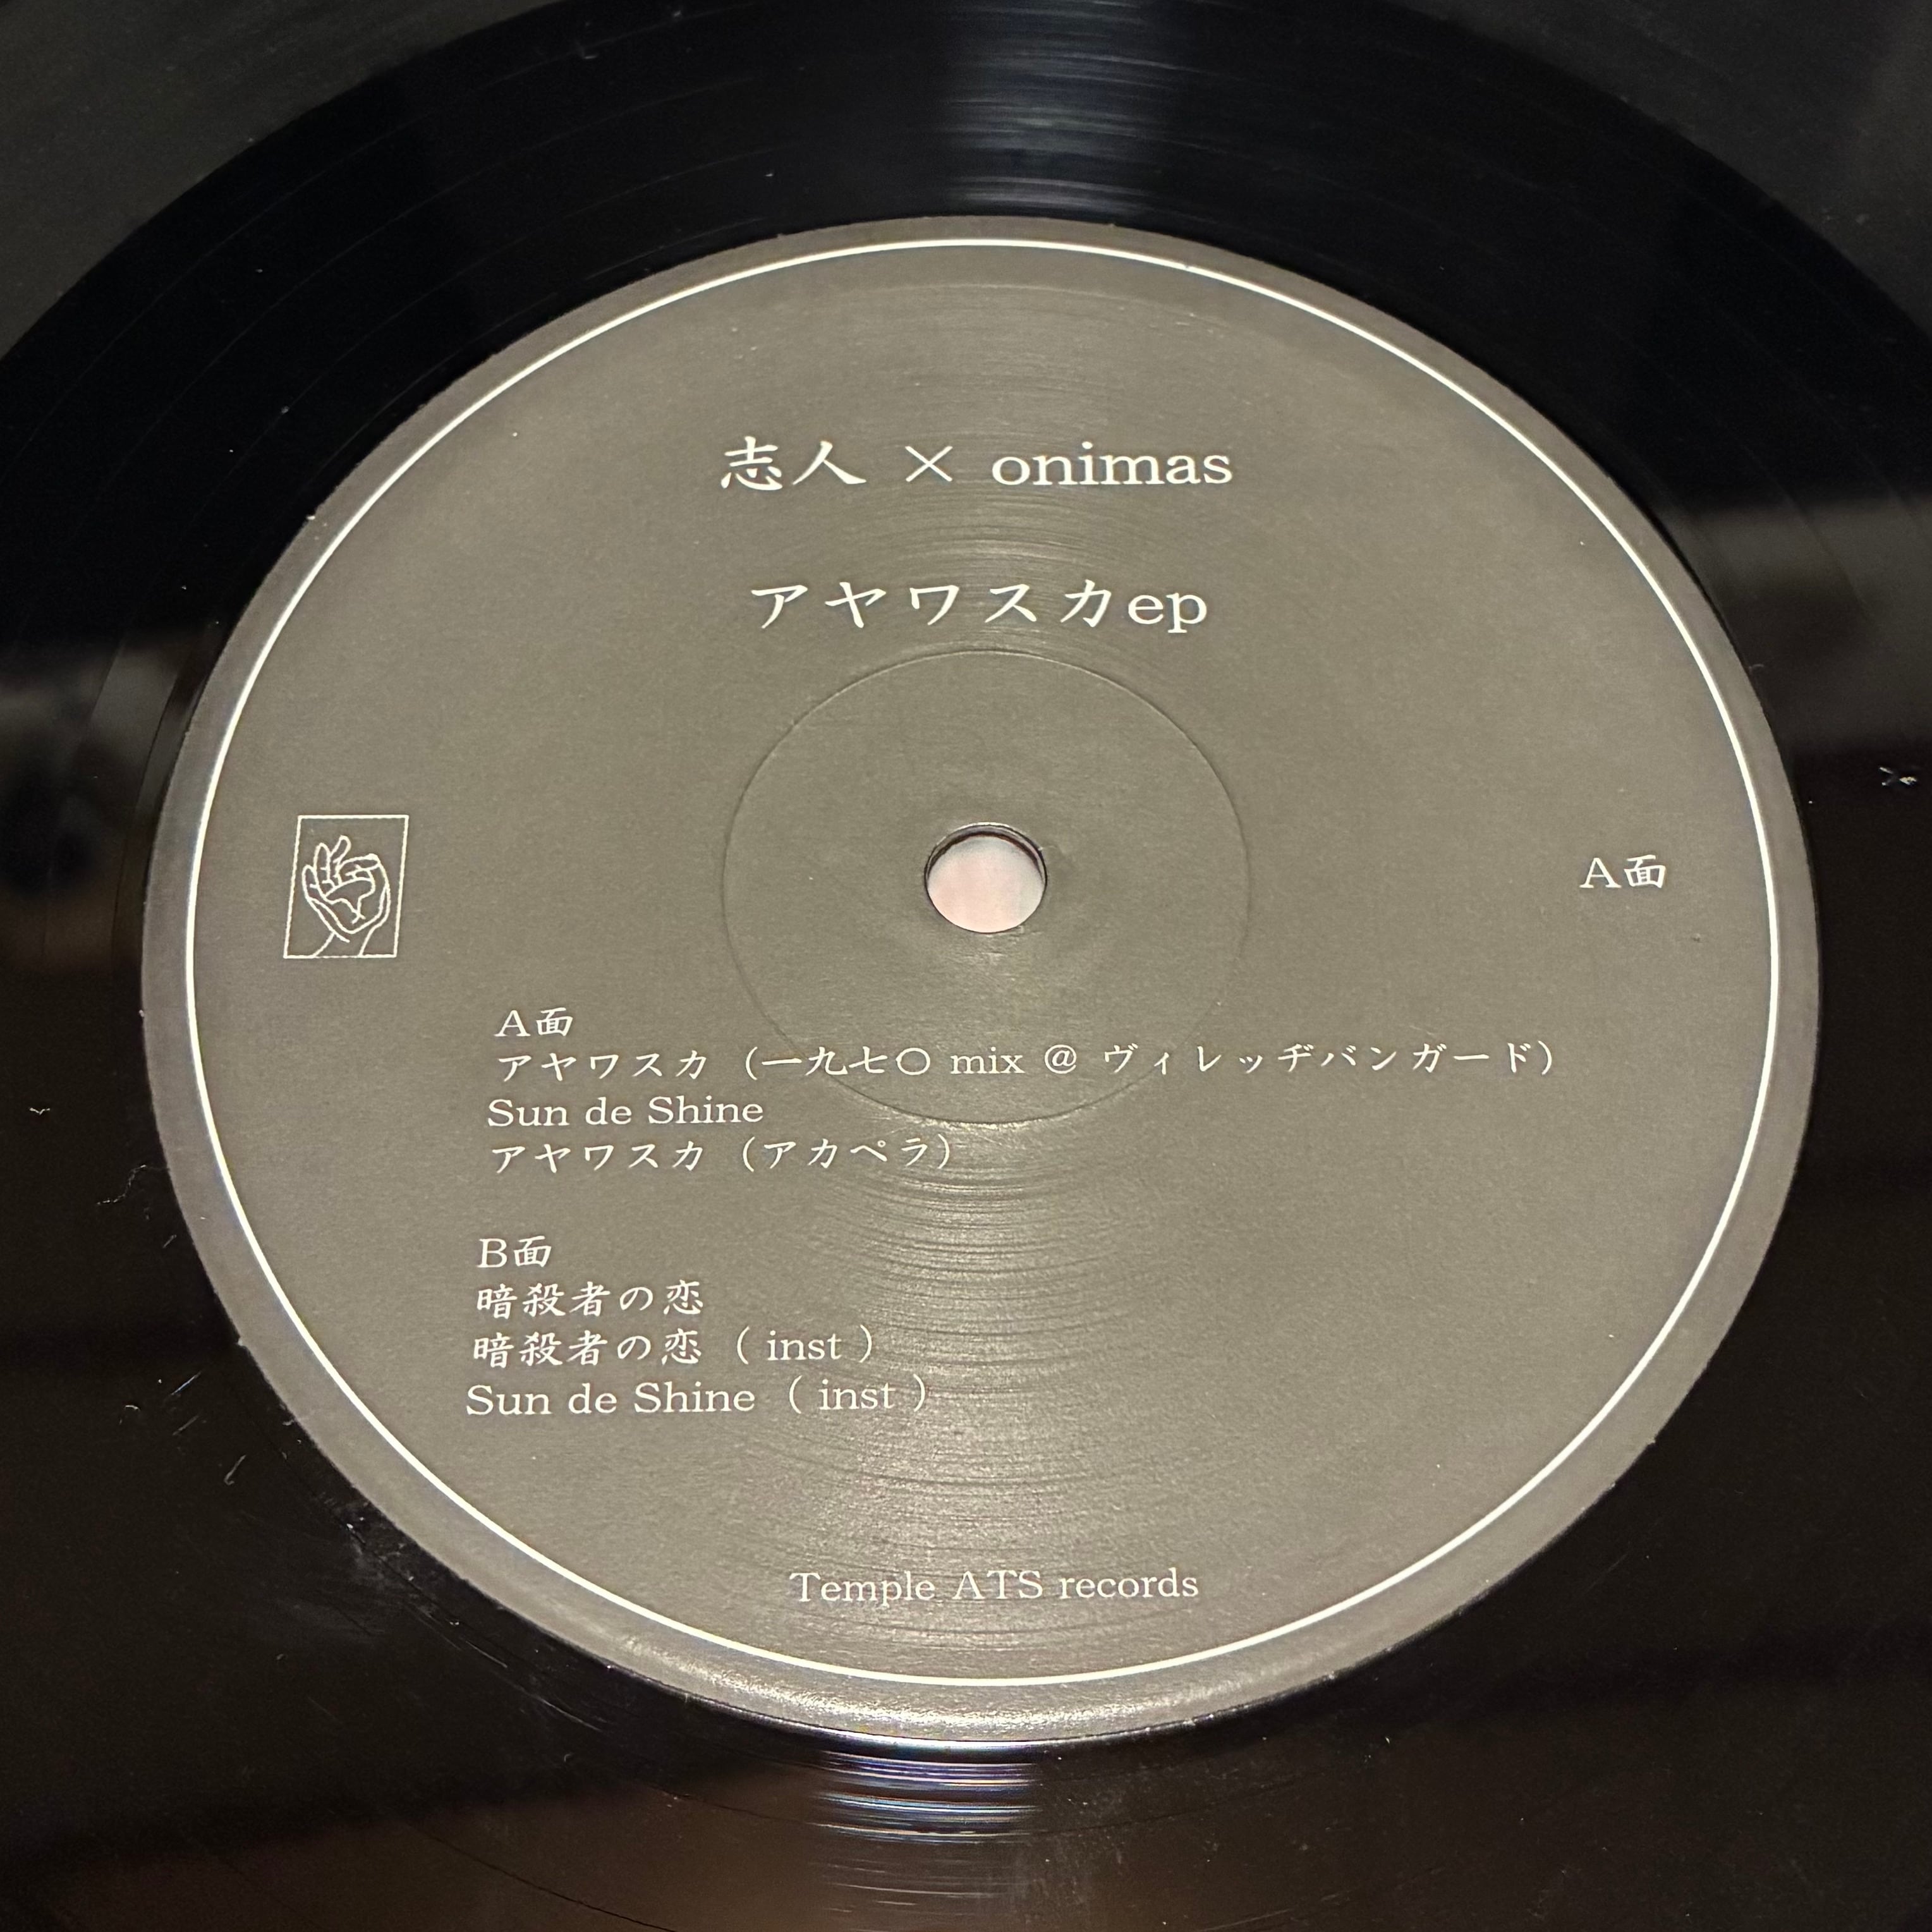 志人 × onimas
アヤワスカep
A面
A面
アヤワスカ（一九七〇 mix @ ヴィレッヂバンガード）
Sun de Shine
アヤワスカ（アカペラ）
B面
暗殺者の恋
暗殺者の恋（ inst ）
Sun de Shine（ inst ）
Temple ATS records